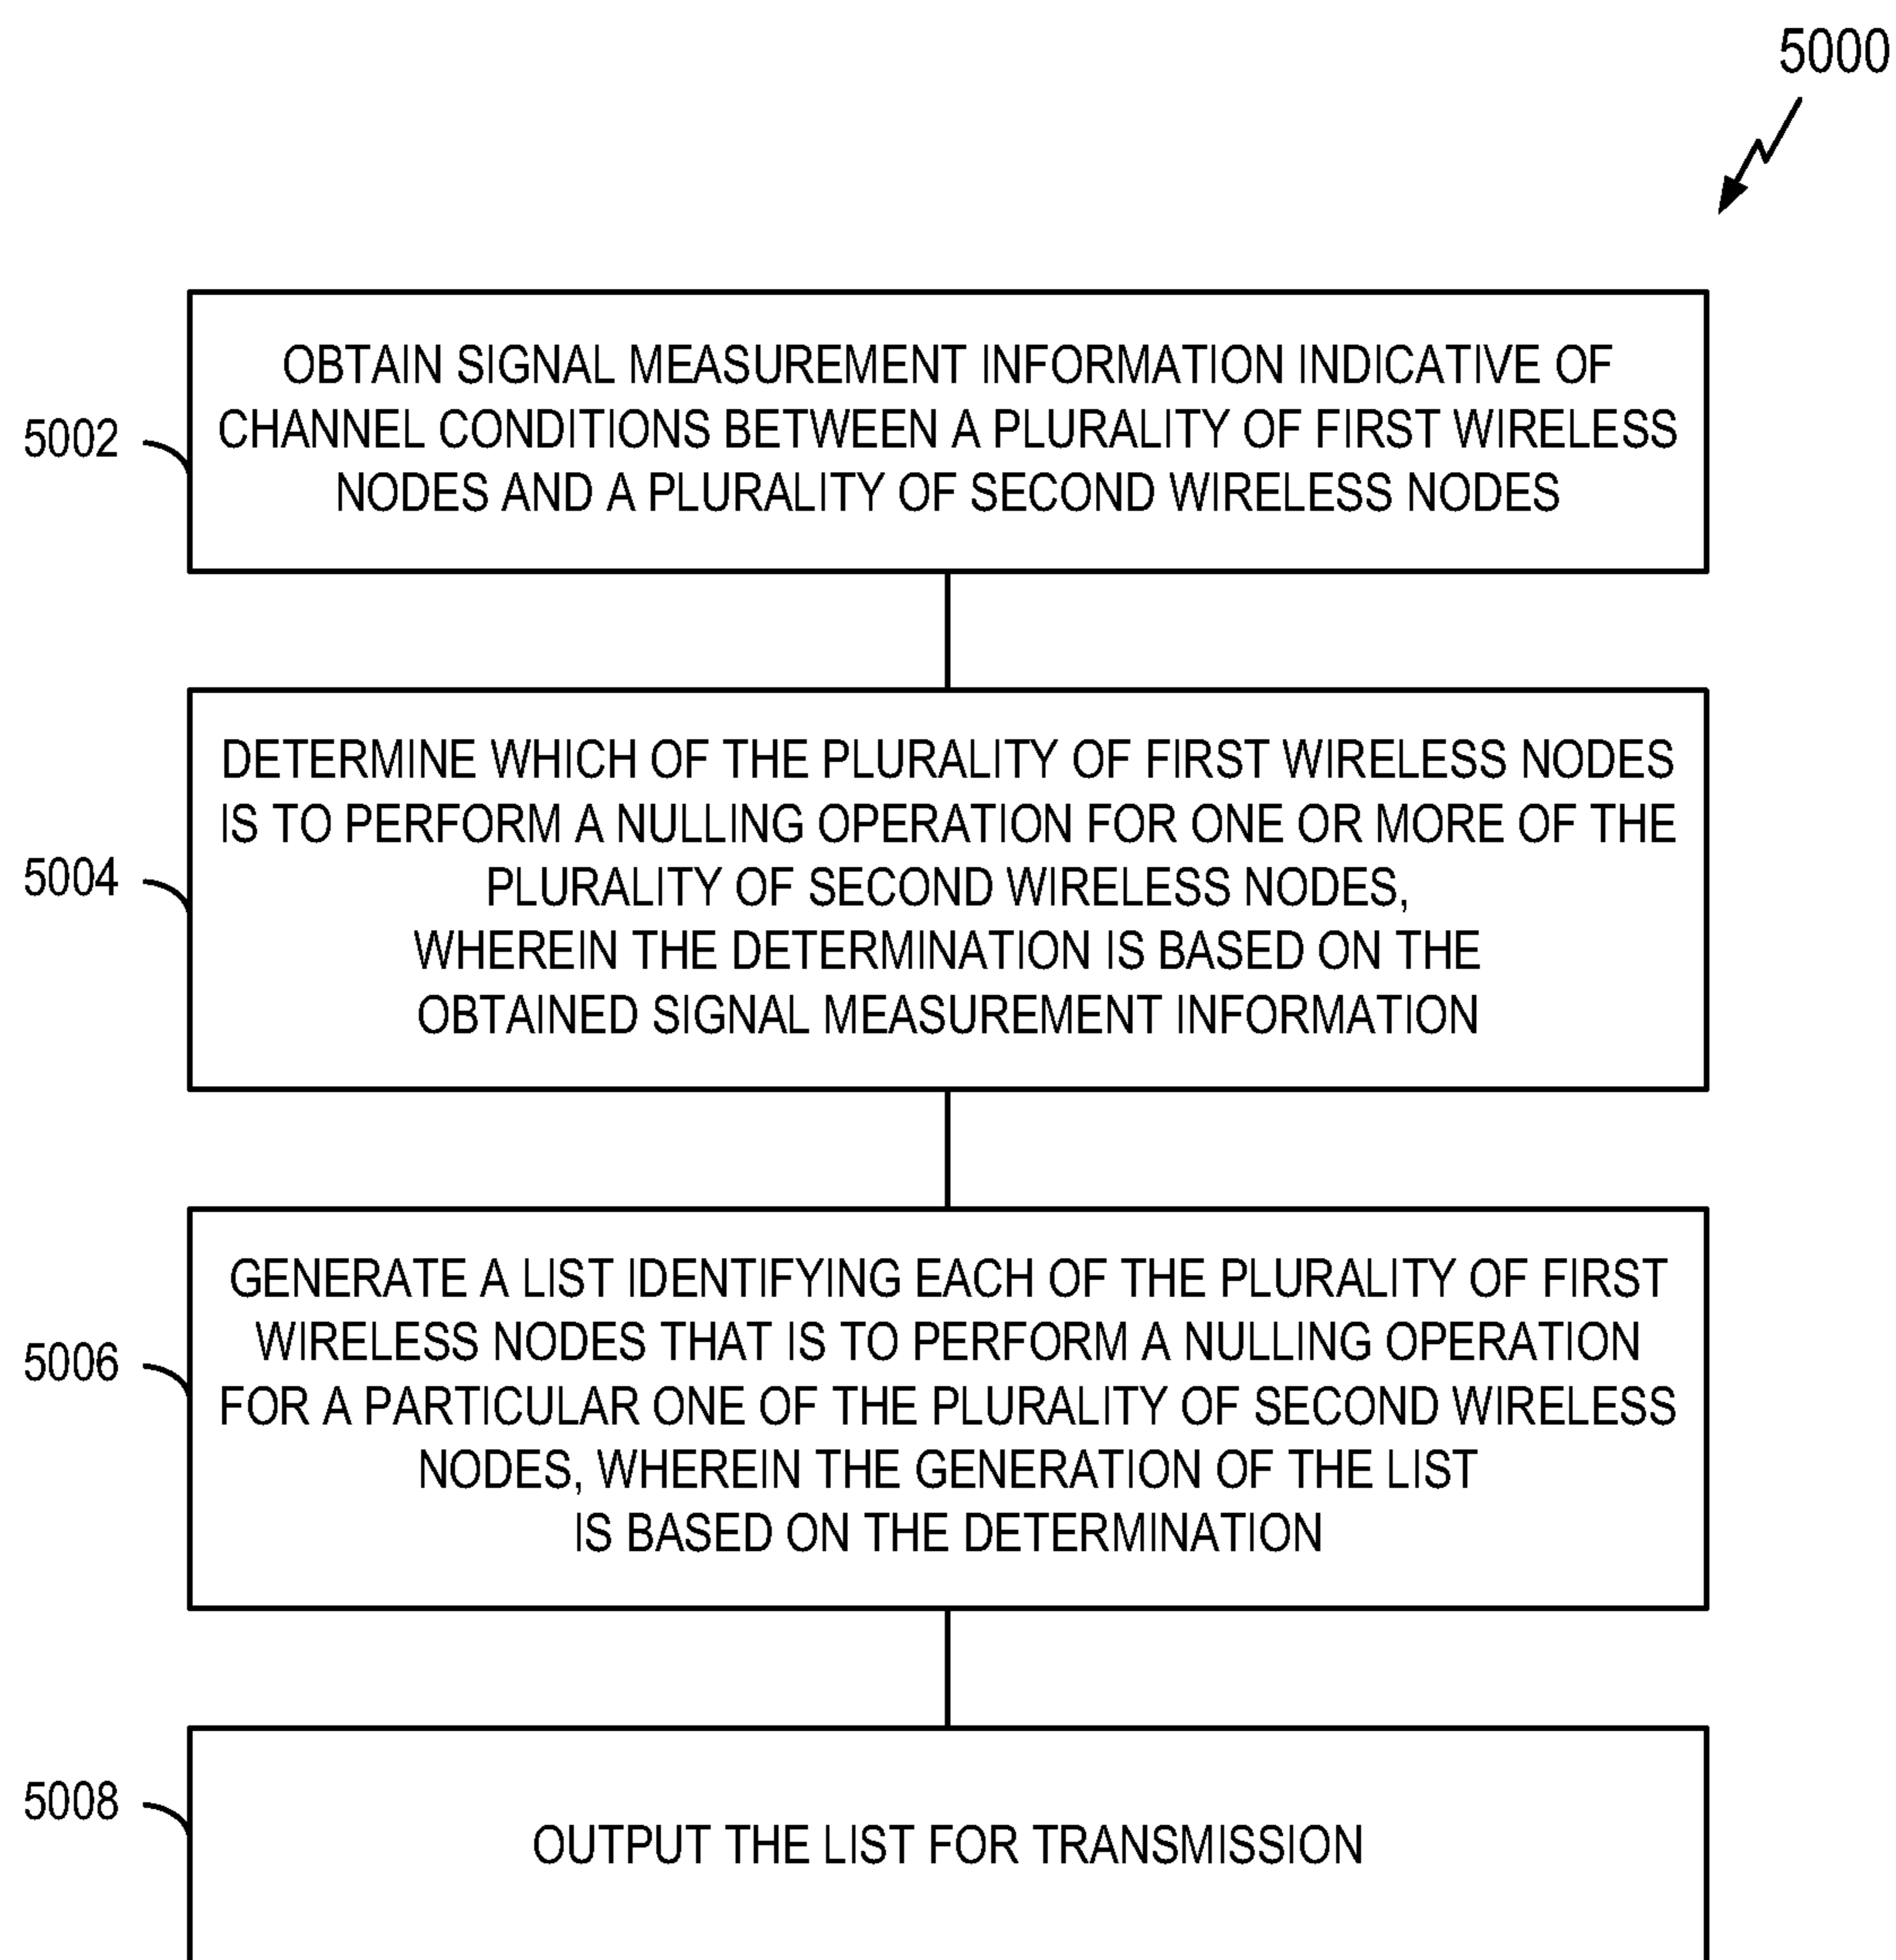 5000
OBTAIN SIGNAL MEASUREMENT INFORMATION INDICATIVE OF
CHANNEL CONDITIONS BETWEEN A PLURALITY OF FIRST WIRELESS
NODES AND A PLURALITY OF SECOND WIRELESS NODES
5002
DETERMINE WHICH OF THE PLURALITY OF FIRST WIRELESS NODES
IS TO PERFORM A NULLING OPERATION FOR ONE OR MORE OF THE
PLURALITY OF SECOND WIRELESS NODES,
WHEREIN THE DETERMINATION IS BASED ON THE
OBTAINED SIGNAL MEASUREMENT INFORMATION
5004
GENERATE A LIST IDENTIFYING EACH OF THE PLURALITY OF FIRST
WIRELESS NODES THAT IS TO PERFORM A NULLING OPERATION
FOR A PARTICULAR ONE OF THE PLURALITY OF SECOND WIRELESS
NODES, WHEREIN THE GENERATION OF THE LIST
IS BASED ON THE DETERMINATION
5006
OUTPUT THE LIST FOR TRANSMISSION
5008